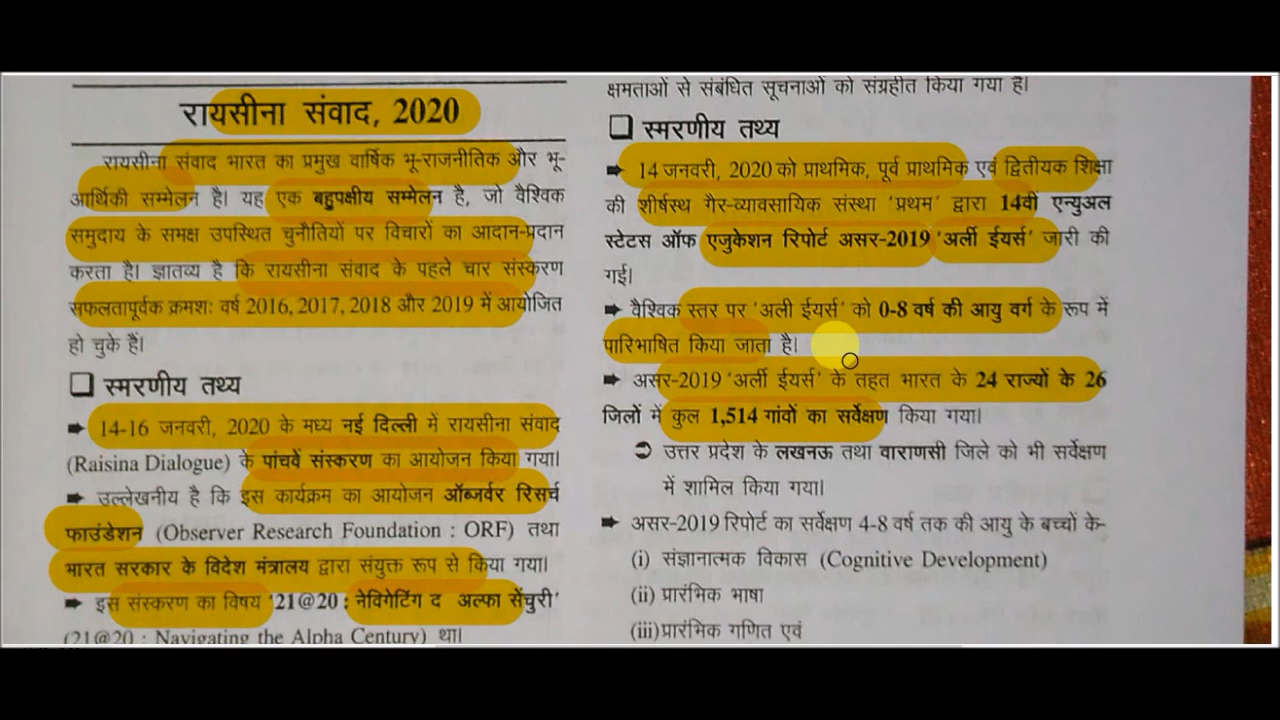 रायसीना संवाद, 2020
रायसीना संवाद भारत का प्रमुख वार्षिक भू-राजनीतिक और भू-
आर्थिकी सम्मेलन है। यह एक बहुपक्षीय सम्मेलन है, जो वैश्विक
समुदाय के समक्ष उपस्थित चुनौतियों पर विचारों का आदान-प्रदान
करता है। ज्ञातव्य है कि रायसीना संवाद के पहले चार संस्करण
सफलतापूर्वक क्रमशः वर्ष 2016, 2017, 2018 और 2019 में आयोजित
हो चुके हैं।
❑ स्मरणीय तथ्य
➡ 14-16 जनवरी, 2020 के मध्य नई दिल्ली में रायसीना संवाद
(Raisina Dialogue) के पांचवें संस्करण का आयोजन किया गया।
➡ उल्लेखनीय है कि इस कार्यक्रम का आयोजन ऑब्जर्वर रिसर्च
फाउंडेशन (Observer Research Foundation : ORF) तथा
भारत सरकार के विदेश मंत्रालय द्वारा संयुक्त रूप से किया गया।
➡ इस संस्करण का विषय '21@20 : नेविगेटिंग द अल्फा सेंचुरी'
(21@20 : Navigating the Alpha Century) था।
क्षमताओं से संबंधित सूचनाओं को संग्रहीत किया गया है।
❑ स्मरणीय तथ्य
➡ 14 जनवरी, 2020 को प्राथमिक, पूर्व प्राथमिक एवं द्वितीयक शिक्षा
की शीर्षस्थ गैर-व्यावसायिक संस्था 'प्रथम' द्वारा 14वीं एन्युअल
स्टेटस ऑफ एजुकेशन रिपोर्ट असर-2019 'अर्ली ईयर्स' जारी की
गई।
➡ वैश्विक स्तर पर 'अली ईयर्स' को 0-8 वर्ष की आयु वर्ग के रूप में
पारिभाषित किया जाता है।
➡ असर-2019 'अर्ली ईयर्स' के तहत भारत के 24 राज्यों के 26
जिलों में कुल 1,514 गांवों का सर्वेक्षण किया गया।
➲ उत्तर प्रदेश के लखनऊ तथा वाराणसी जिले को भी सर्वेक्षण
में शामिल किया गया।
➡ असर-2019 रिपोर्ट का सर्वेक्षण 4-8 वर्ष तक की आयु के बच्चों के-
(i) संज्ञानात्मक विकास (Cognitive Development)
(ii) प्रारंभिक भाषा
(iii)प्रारंभिक गणित एवं